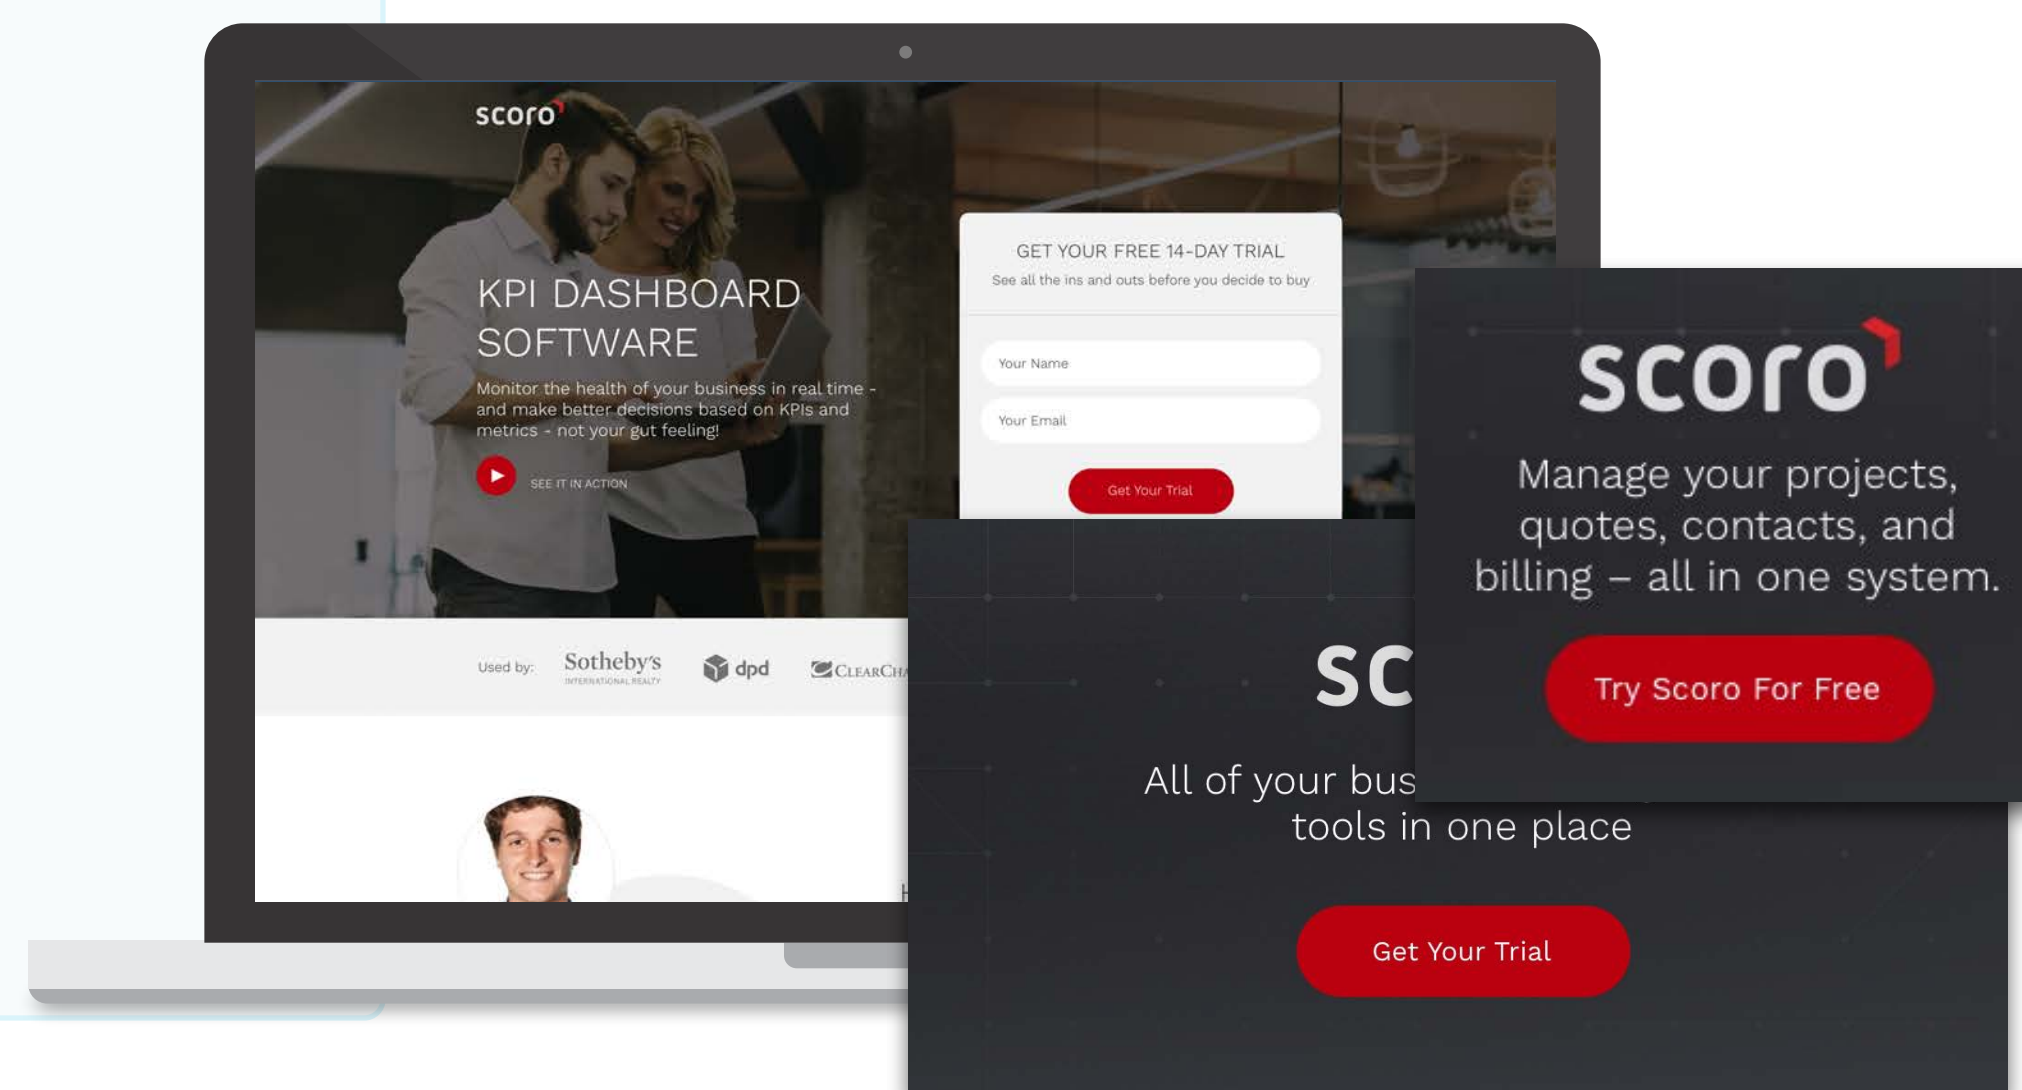 scoro
KPI DASHBOARD
SOFTWARE
Monitor the health of your business in real time -
and make better decisions based on KPIs and
metrics - not your gut feeling!
SEE IT IN ACTION
GET YOUR FREE 14-DAY TRIAL
See all the ins and outs before you decide to buy
Your Name
Your Email
Get Your Trial
Used by:
Sotheby's
INTERNATIONAL REALTY
dpd
scoro
Manage your projects,
quotes, contacts, and
billing – all in one system.
Try Scoro For Free
All of your
tools in one place
Get Your Trial